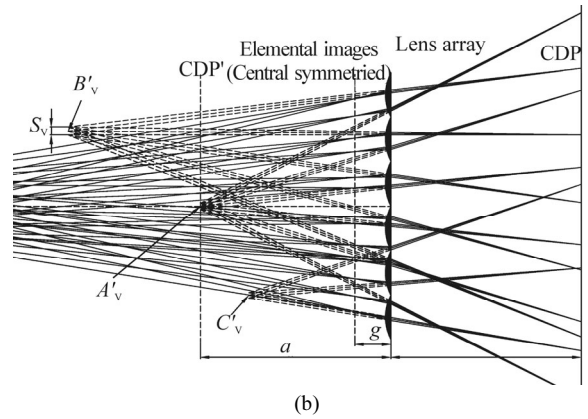 Elemental images
Lens array
CDP'
(Central symmetried)
CDP
B'v
Sv
A'v
C'v
g
a
(b)